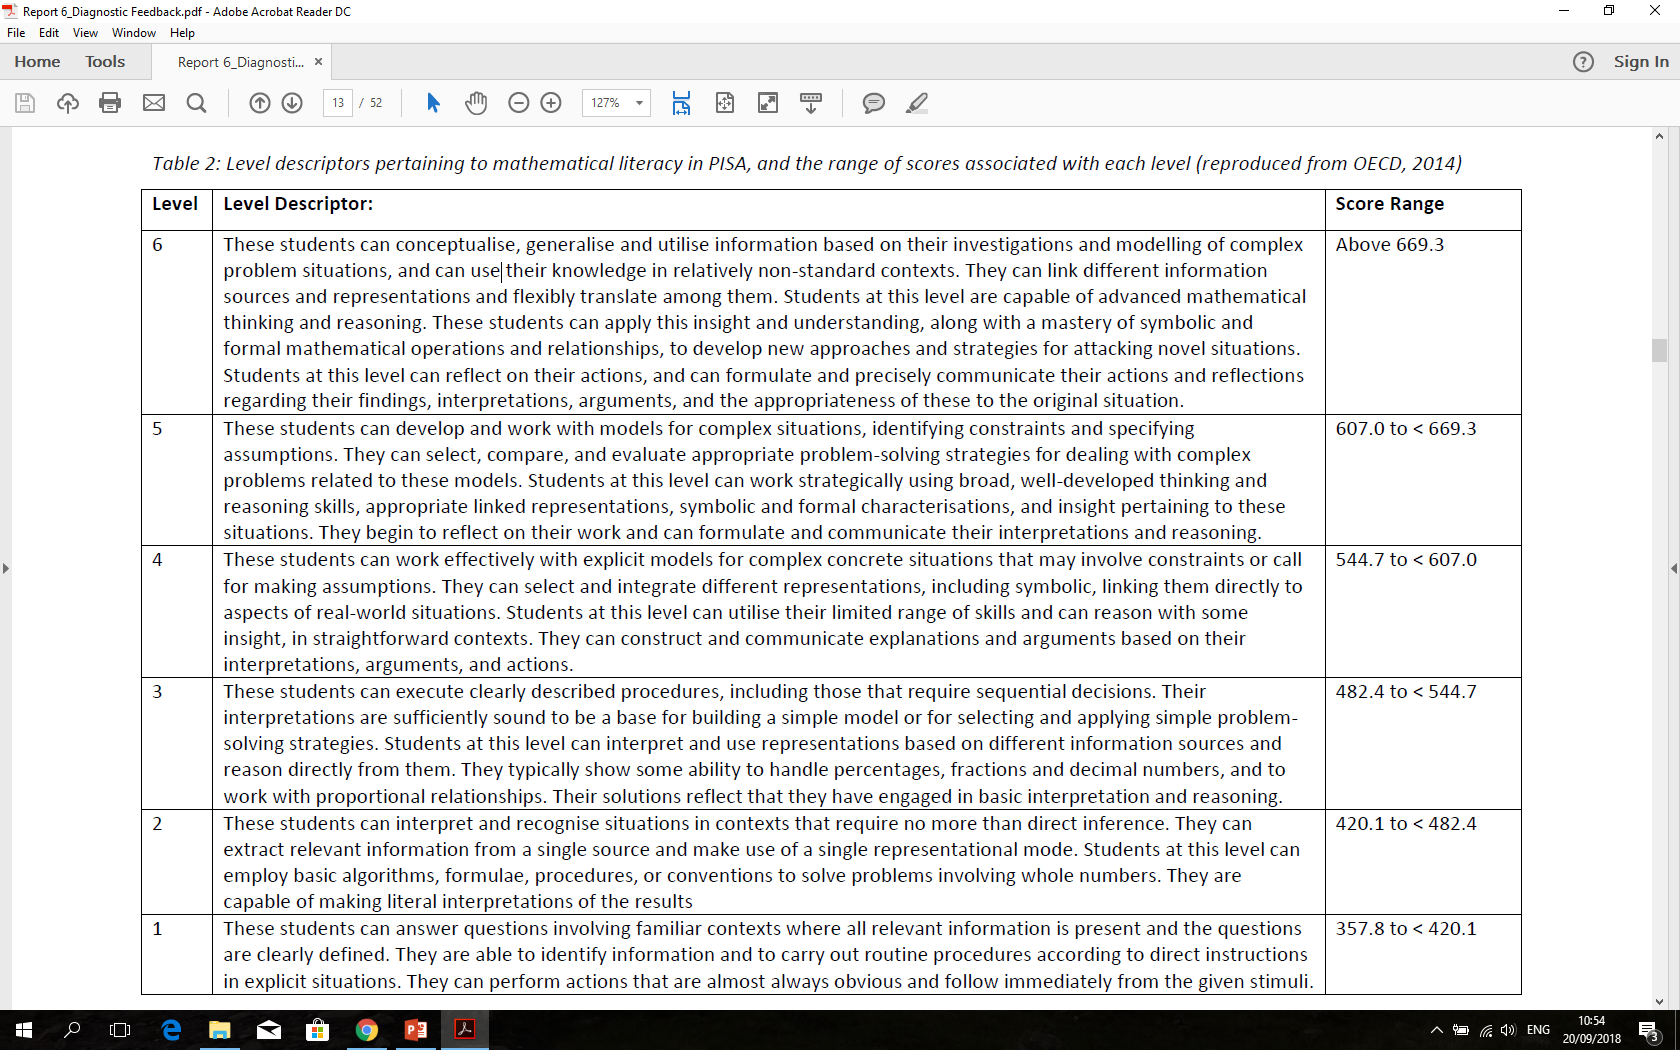 Report 6_Diagnostic Feedback.pdf - Adobe Acrobat Reader DC
File Edit View Window Help
Home Tools Report 6_Diagnosti... × ? Sign In
13 / 52 127%
Table 2: Level descriptors pertaining to mathematical literacy in PISA, and the range of scores associated with each level (reproduced from OECD, 2014)
Level Level Descriptor: Score Range
6 These students can conceptualise, generalise and utilise information based on their investigations and modelling of complex Above 669.3
problem situations, and can use their knowledge in relatively non-standard contexts. They can link different information
sources and representations and flexibly translate among them. Students at this level are capable of advanced mathematical
thinking and reasoning. These students can apply this insight and understanding, along with a mastery of symbolic and
formal mathematical operations and relationships, to develop new approaches and strategies for attacking novel situations.
Students at this level can reflect on their actions, and can formulate and precisely communicate their actions and reflections
regarding their findings, interpretations, arguments, and the appropriateness of these to the original situation.
5 These students can develop and work with models for complex situations, identifying constraints and specifying 607.0 to < 669.3
assumptions. They can select, compare, and evaluate appropriate problem-solving strategies for dealing with complex
problems related to these models. Students at this level can work strategically using broad, well-developed thinking and
reasoning skills, appropriate linked representations, symbolic and formal characterisations, and insight pertaining to these
situations. They begin to reflect on their work and can formulate and communicate their interpretations and reasoning.
4 These students can work effectively with explicit models for complex concrete situations that may involve constraints or call 544.7 to < 607.0
for making assumptions. They can select and integrate different representations, including symbolic, linking them directly to
aspects of real-world situations. Students at this level can utilise their limited range of skills and can reason with some
insight, in straightforward contexts. They can construct and communicate explanations and arguments based on their
interpretations, arguments, and actions.
3 These students can execute clearly described procedures, including those that require sequential decisions. Their 482.4 to < 544.7
interpretations are sufficiently sound to be a base for building a simple model or for selecting and applying simple problem-
solving strategies. Students at this level can interpret and use representations based on different information sources and
reason directly from them. They typically show some ability to handle percentages, fractions and decimal numbers, and to
work with proportional relationships. Their solutions reflect that they have engaged in basic interpretation and reasoning.
2 These students can interpret and recognise situations in contexts that require no more than direct inference. They can 420.1 to < 482.4
extract relevant information from a single source and make use of a single representational mode. Students at this level can
employ basic algorithms, formulae, procedures, or conventions to solve problems involving whole numbers. They are
capable of making literal interpretations of the results
1 These students can answer questions involving familiar contexts where all relevant information is present and the questions 357.8 to < 420.1
are clearly defined. They are able to identify information and to carry out routine procedures according to direct instructions
in explicit situations. They can perform actions that are almost always obvious and follow immediately from the given stimuli.
ENG 10:54
20/09/2018 3